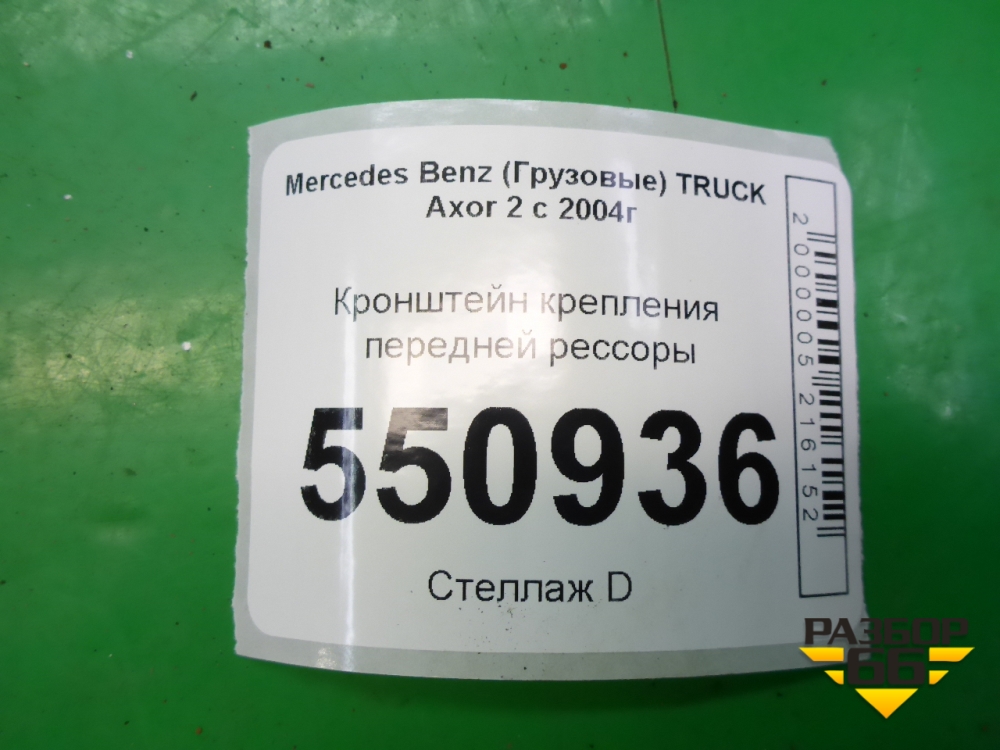 Mercedes Benz (Грузовые) TRUCK
Axor 2 с 2004г
Кронштейн крепления
передней рессоры
550936
Стеллаж D
2000005216152
РАЗБОР
66